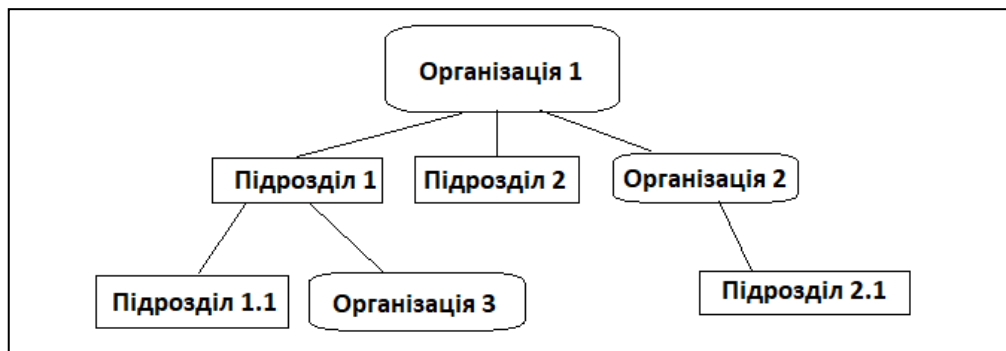 Організація 1
Підрозділ 1
Підрозділ 2
Організація 2
Підрозділ 1.1
Організація 3
Підрозділ 2.1